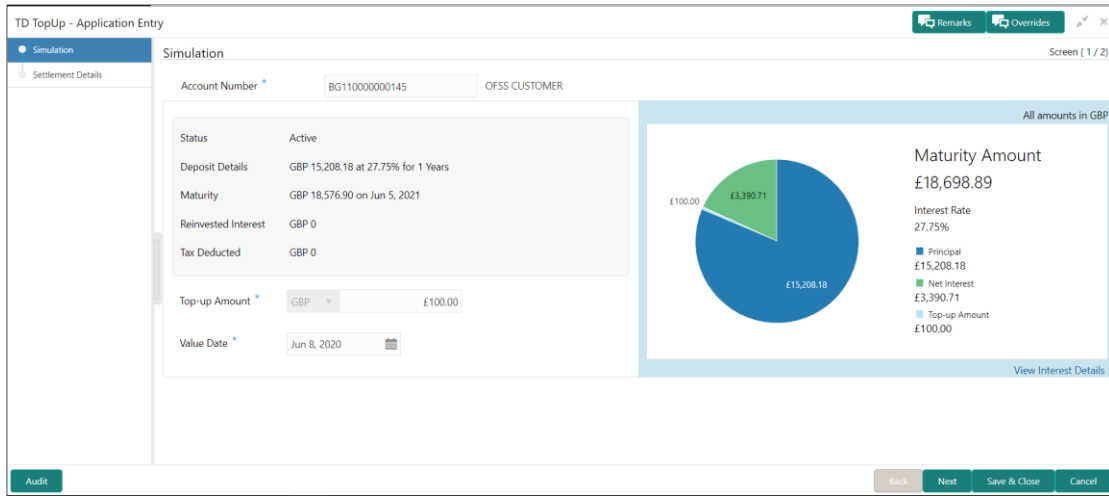 TD TopUp - Application Entry
Remarks
Overrides
Simulation
Settlement Details
Simulation
Screen ( 1 / 2)
Account Number *
BG110000000145
OFSS CUSTOMER
Status Active
Deposit Details GBP 15,208.18 at 27.75% for 1 Years
Maturity GBP 18,576.90 on Jun 5, 2021
Reinvested Interest GBP 0
Tax Deducted GBP 0
Top-up Amount * GBP £100.00
Value Date * Jun 8, 2020
All amounts in GBP
£100.00
£3,390.71
£15,208.18
Maturity Amount
£18,698.89
Interest Rate
27.75%
Principal
£15,208.18
Net Interest
£3,390.71
Top-up Amount
£100.00
View Interest Details
Audit
Back
Next
Save & Close
Cancel